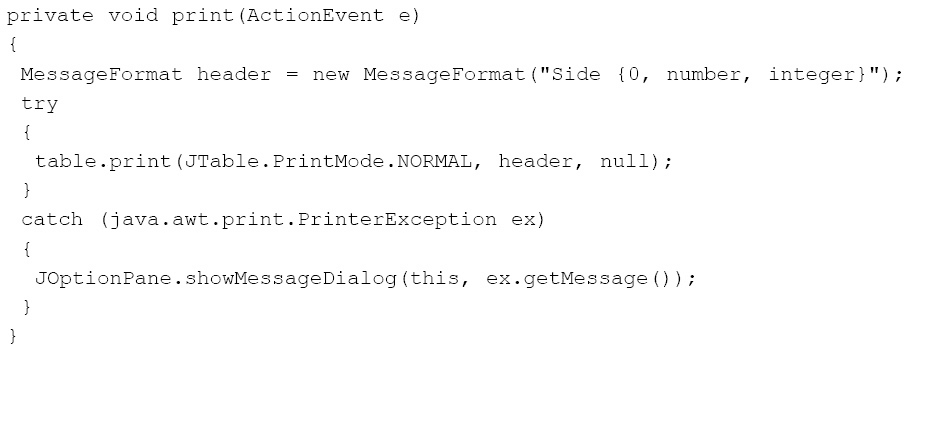 private void print(ActionEvent e)
{
MessageFormat header = new MessageFormat("Side {0, number, integer}");
try
{
table.print(JTable.PrintMode.NORMAL, header, null);
}
catch (java.awt.print.PrinterException ex)
{
JOptionPane.showMessageDialog(this, ex.getMessage());
}
}